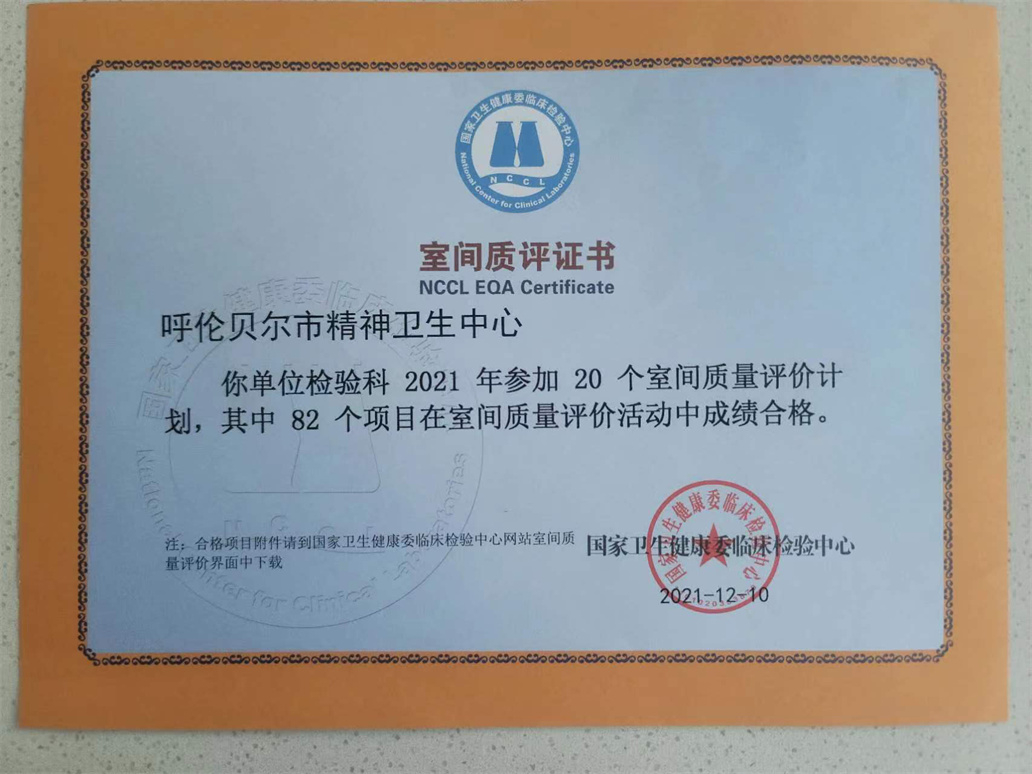 国家卫生健康委临床检验中心
NCCL
National Center for Clinical Laboratories
室间质评证书
NCCL EQA Certificate
呼伦贝尔市精神卫生中心
你单位检验科 2021 年参加 20 个室间质量评价计
划，其中 82 个项目在室间质量评价活动中成绩合格。
注：合格项目附件请到国家卫生健康委临床检验中心网站室间质
量评价界面中下载
国家卫生健康委临床检验中心
2021-12-10